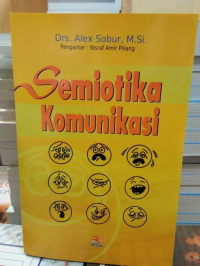 Drs. Alex Sobur, M.Si.
Pengantar : Yasraf Amir Piliang
Semiotika
Komunikasi